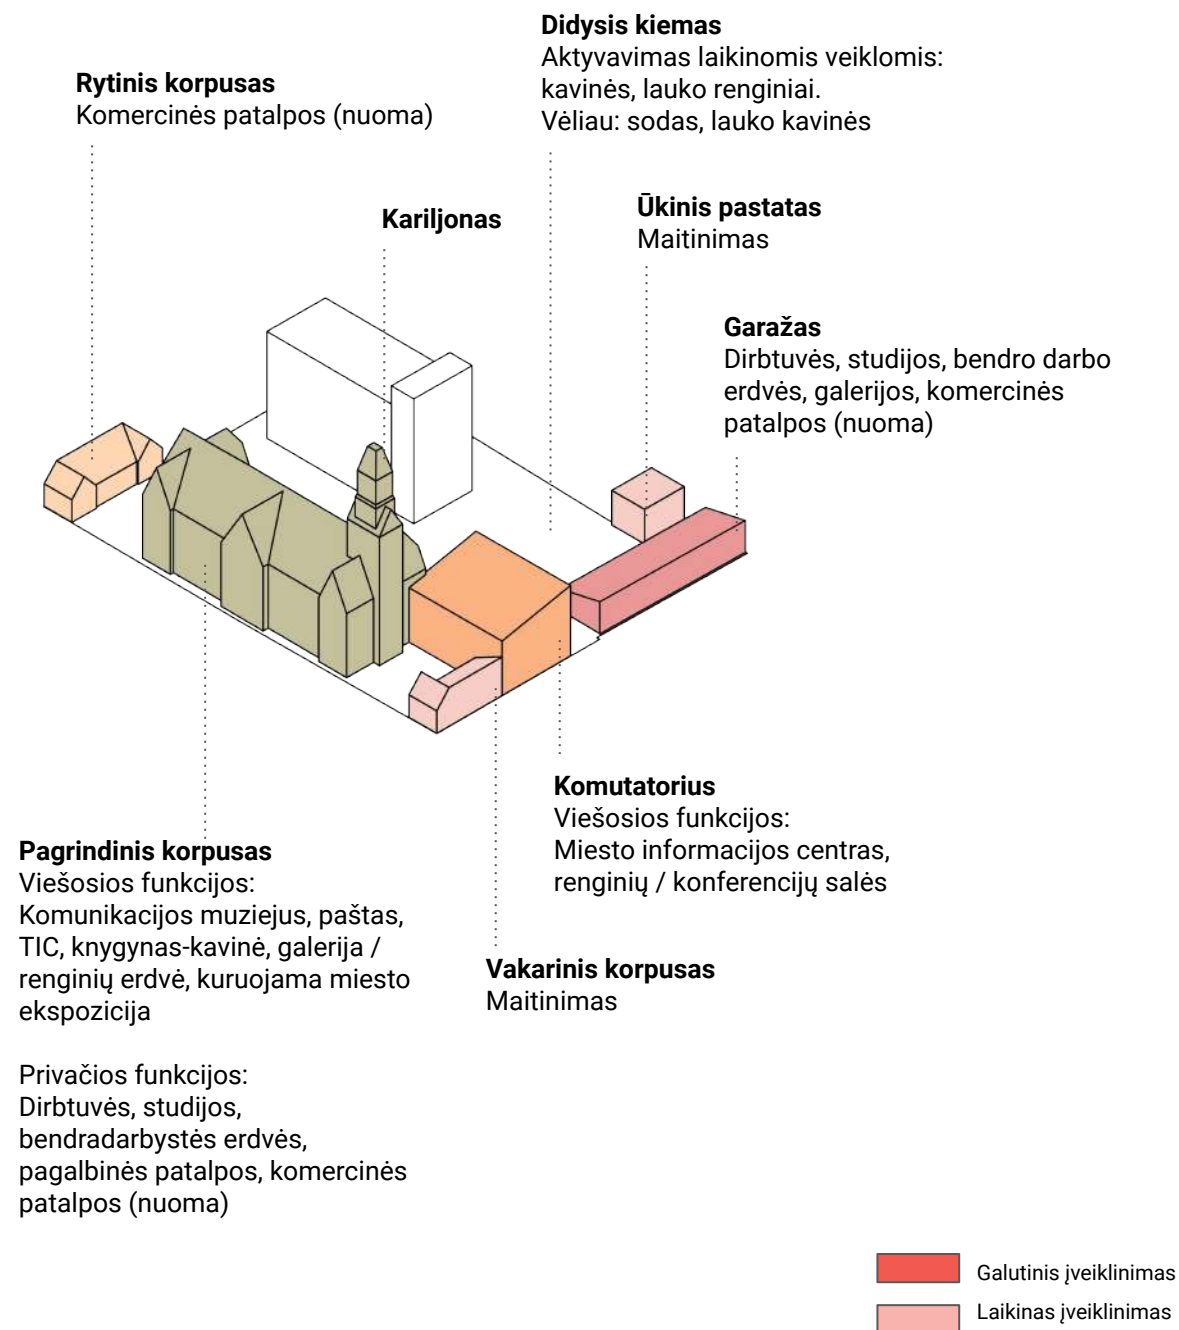 Didysis kiemas
Aktyvavimas laikinomis veiklomis:
kavinės, lauko renginiai.
Vėliau: sodas, lauko kavinės
Rytinis korpusas
Komercinės patalpos (nuoma)
Kariljonas
Ūkinis pastatas
Maitinimas
Garažas
Dirbtuvės, studijos, bendro darbo
erdvės, galerijos, komercinės
patalpos (nuoma)
Komutatorius
Viešosios funkcijos:
Miesto informacijos centras,
renginių / konferencijų salės
Pagrindinis korpusas
Viešosios funkcijos:
Komunikacijos muziejus, paštas,
TIC, knygynas-kavinė, galerija /
renginių erdvė, kuruojama miesto
ekspozicija
Privačios funkcijos:
Dirbtuvės, studijos,
bendradarbystės erdvės,
pagalbinės patalpos, komercinės
patalpos (nuoma)
Vakarinis korpusas
Maitinimas
Galutinis įveiklinimas
Laikinas įveiklinimas